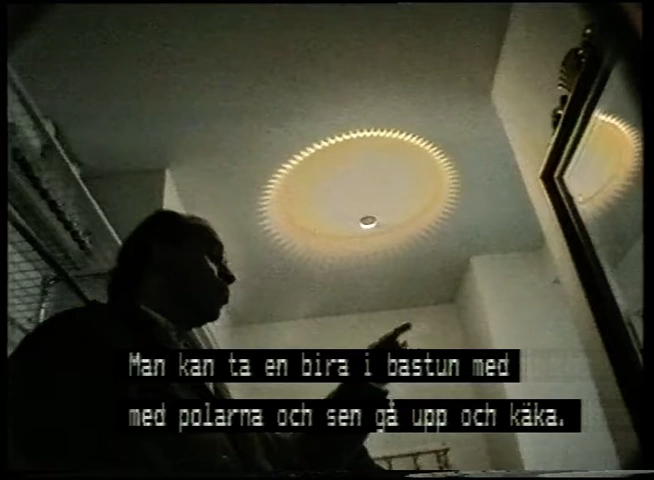 Man kan ta en bira i bastun med
med polarna och sen gå upp och käka.